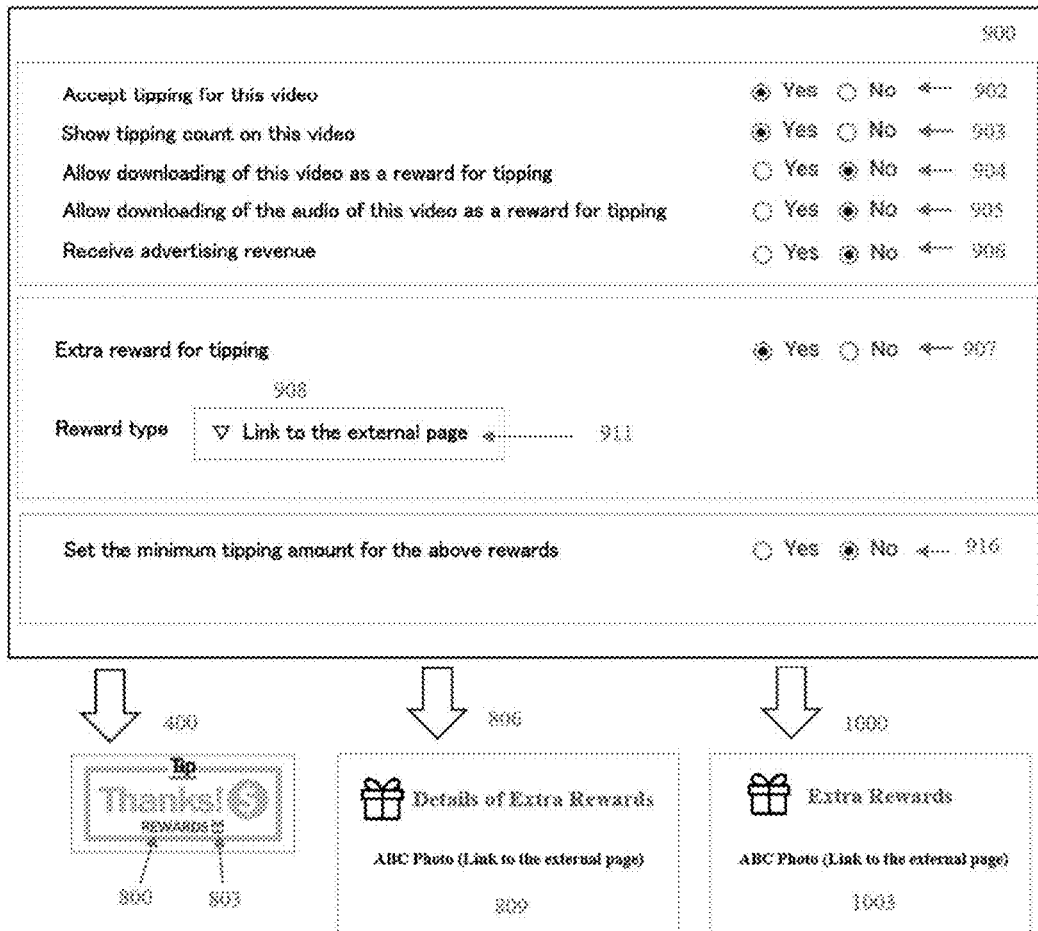 900
Accept tipping for this video Yes No 902
Show tipping count on this video Yes No 903
Allow downloading of this video as a reward for tipping Yes No 904
Allow downloading of the audio of this video as a reward for tipping Yes No 905
Receive advertising revenue Yes No 906
Extra reward for tipping Yes No 907
908
Reward type ▽ Link to the external page 911
Set the minimum tipping amount for the above rewards Yes No 916
400 806 1000
Tip
Thanks! $
REWARDS
Details of Extra Rewards
Extra Rewards
ABC Photo (Link to the external page)
ABC Photo (Link to the external page)
800 803 809 1003